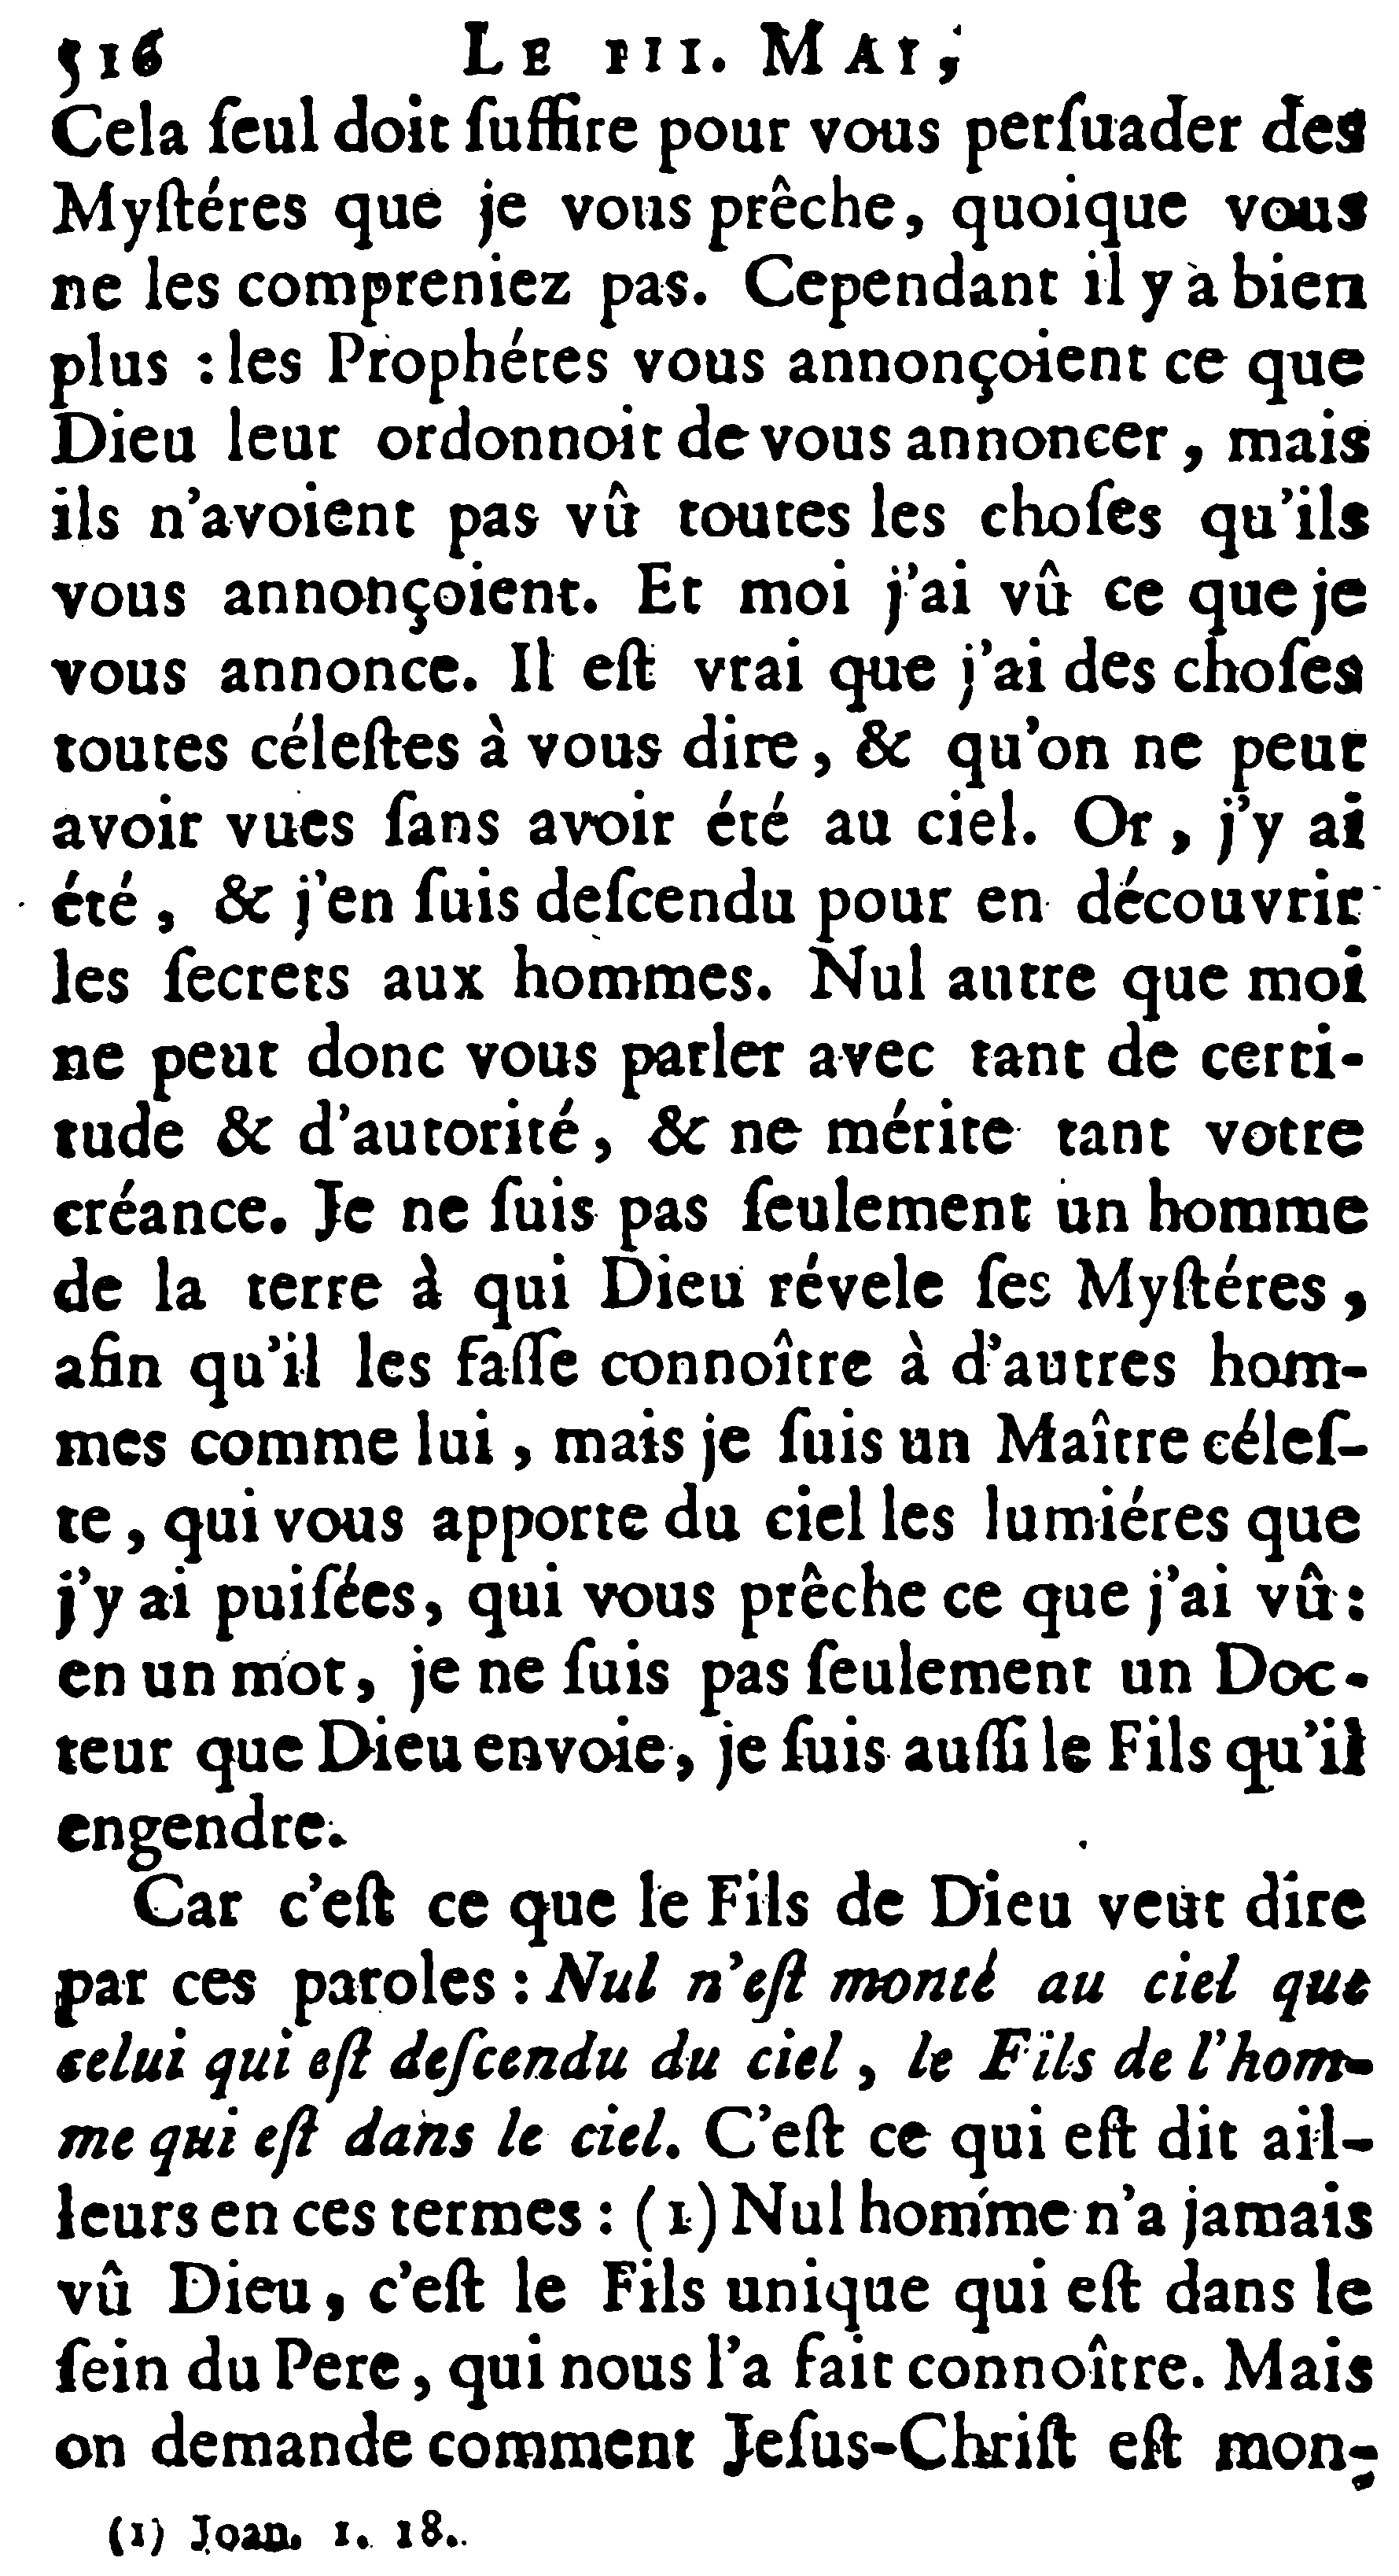 516 LE III. MAI,
Cela ſeul doit ſuffire pour vous perſuader des
Myſtéres que je vous prêche, quoique vous
ne les compreniez pas. Cependant il y a bien
plus : les Prophétes vous annonçoient ce que
Dieu leur ordonnoit de vous annoncer, mais
ils n'avoient pas vû toutes les choſes qu'ils
vous annonçoient. Et moi j'ai vû ce que je
vous annonce. Il eſt vrai que j'ai des choſes
toutes céleſtes à vous dire, & qu'on ne peut
avoir vues ſans avoir été au ciel. Or, j'y ai
été, & j'en ſuis deſcendu pour en découvrir
les ſecrets aux hommes. Nul autre que moi
ne peut donc vous parler avec tant de certi-
tude & d'autorité, & ne mérite tant votre
créance. Je ne ſuis pas ſeulement un homme
de la terre à qui Dieu révele ſes Myſtéres,
afin qu'il les faſſe connoître à d'autres hom-
mes comme lui, mais je ſuis un Maître céleſ-
te, qui vous apporte du ciel les lumiéres que
j'y ai puiſées, qui vous prêche ce que j'ai vû:
en un mot, je ne ſuis pas ſeulement un Doc-
teur que Dieu envoie, je ſuis auſſi le Fils qu'il
engendre.
Car c'eſt ce que le Fils de Dieu veut dire
par ces paroles : Nul n'eſt monté au ciel que
celui qui eſt deſcendu du ciel, le Fils de l'hom-
me qui eſt dans le ciel. C'eſt ce qui eſt dit ail-
leurs en ces termes : (1) Nul homme n'a jamais
vû Dieu, c'eſt le Fils unique qui eſt dans le
ſein du Pere, qui nous l'a fait connoître. Mais
on demande comment Jeſus-Chriſt eſt mon-
(1) Joan. 1. 18.